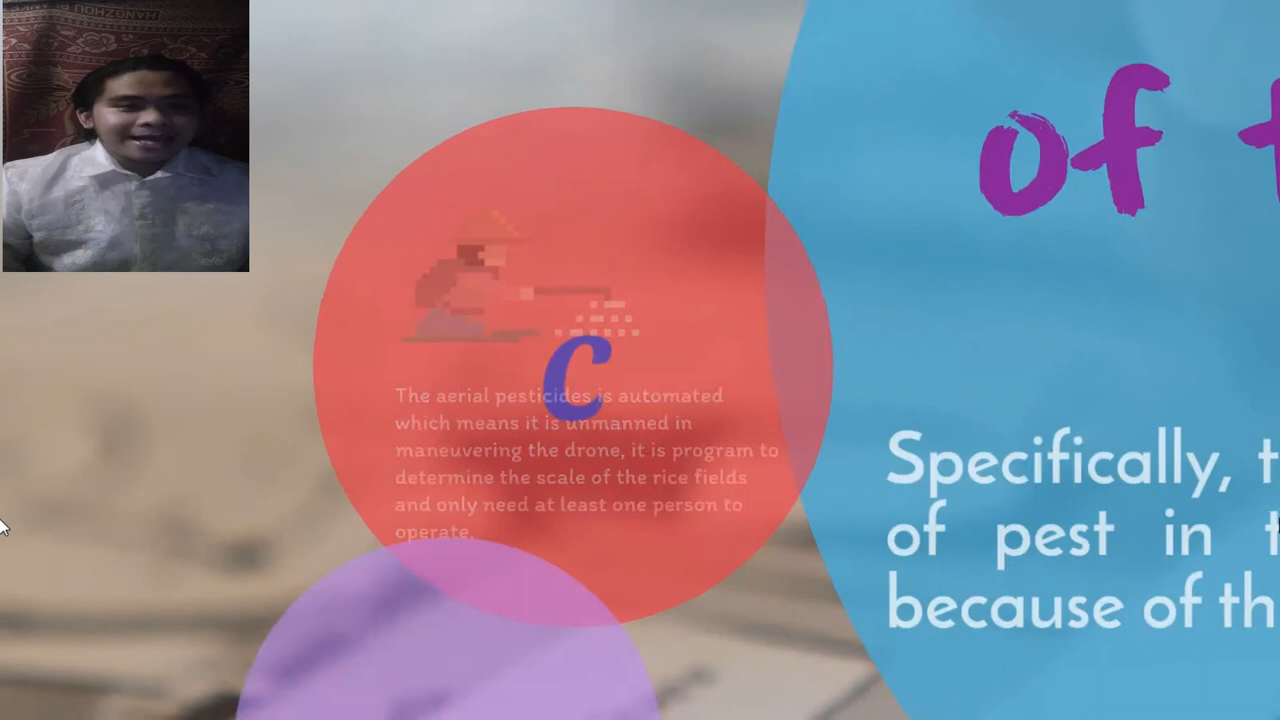 HANGZHOU BLANKE
of
C
The aerial pesticides is automated
which means it is unmanned in
maneuvering the drone, it is program to
determine the scale of the rice fields
and only need at least one person to
operate.
Specifically, t
of pest in t
because of th